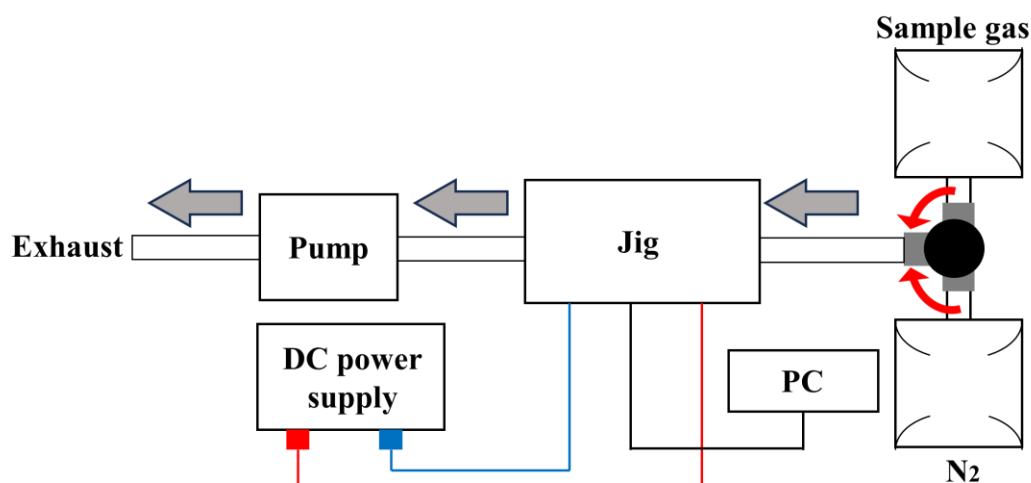 Sample gas
Exhaust
Pump
Jig
DC power
supply
PC
N₂